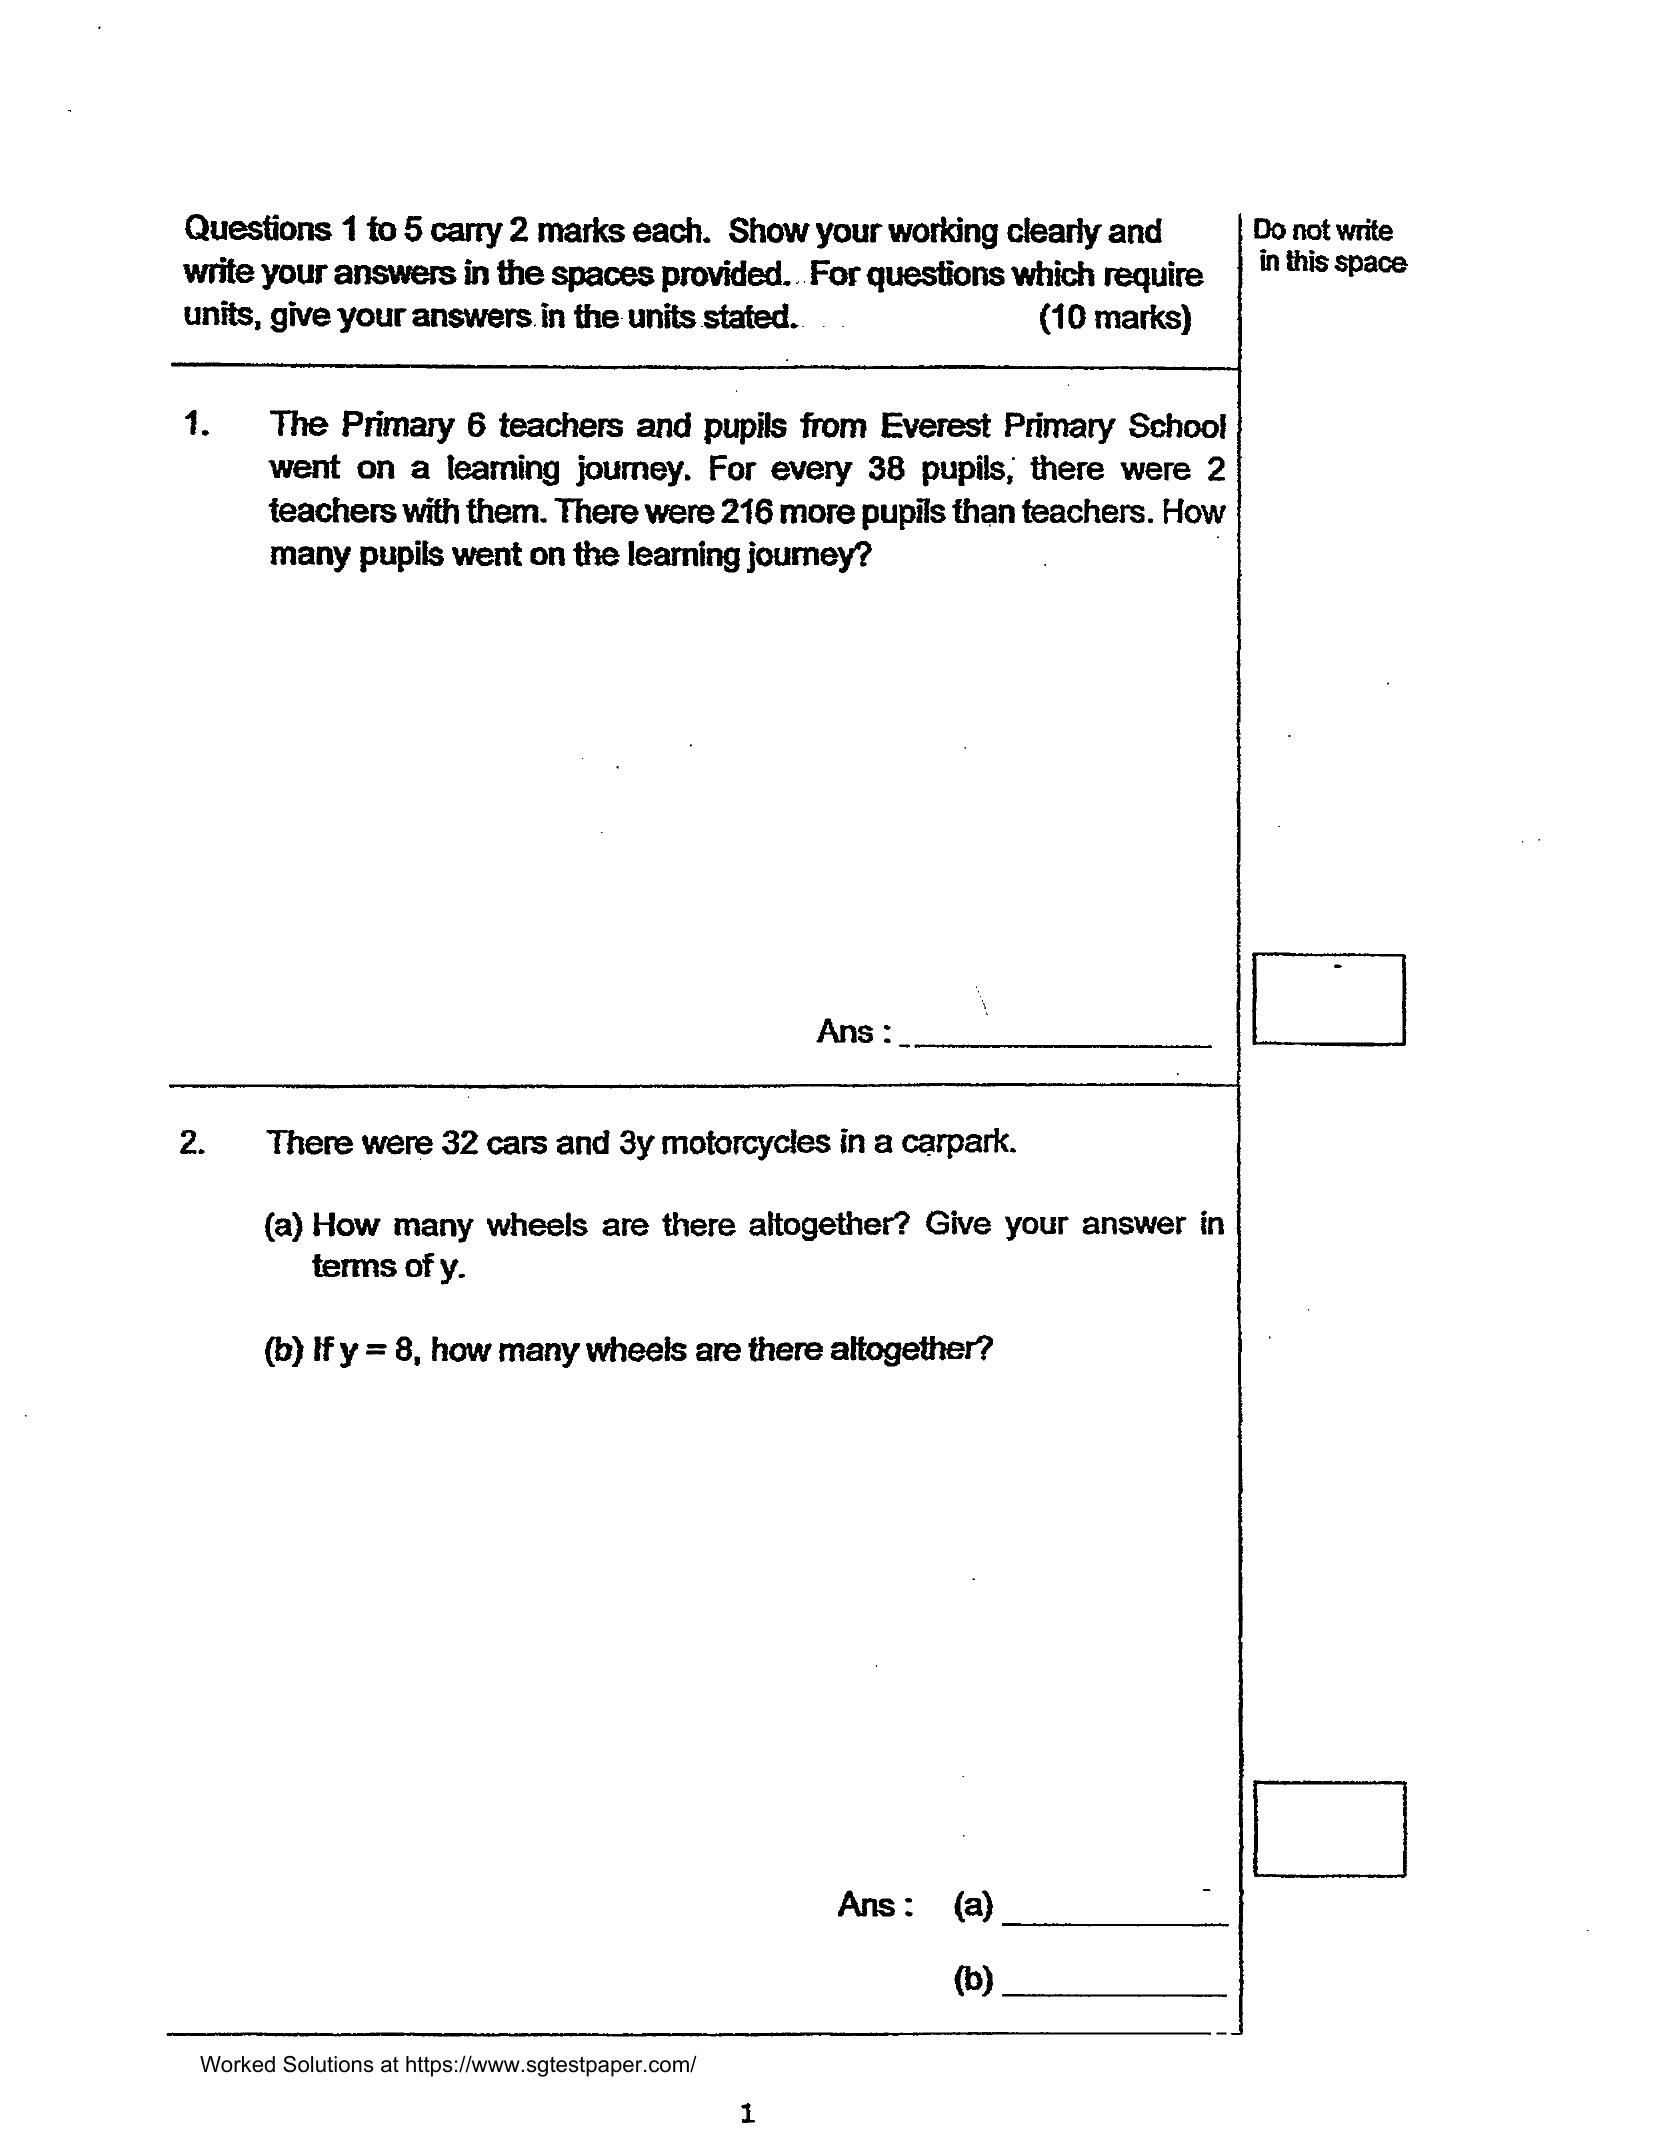 Questions 1 to 5 carry 2 marks each. Show your working clearly and
write your answers in the spaces provided. For questions which require
units, give your answers in the units stated. (10 marks)
Do not write
in this space
1. The Primary 6 teachers and pupils from Everest Primary School
went on a learning journey. For every 38 pupils, there were 2
teachers with them. There were 216 more pupils than teachers. How
many pupils went on the learning journey?
Ans :
2. There were 32 cars and 3y motorcycles in a carpark.
(a) How many wheels are there altogether? Give your answer in
terms of y.
(b) If y = 8, how many wheels are there altogether?
Ans : (a)
(b)
Worked Solutions at https://www.sgtestpaper.com/
1